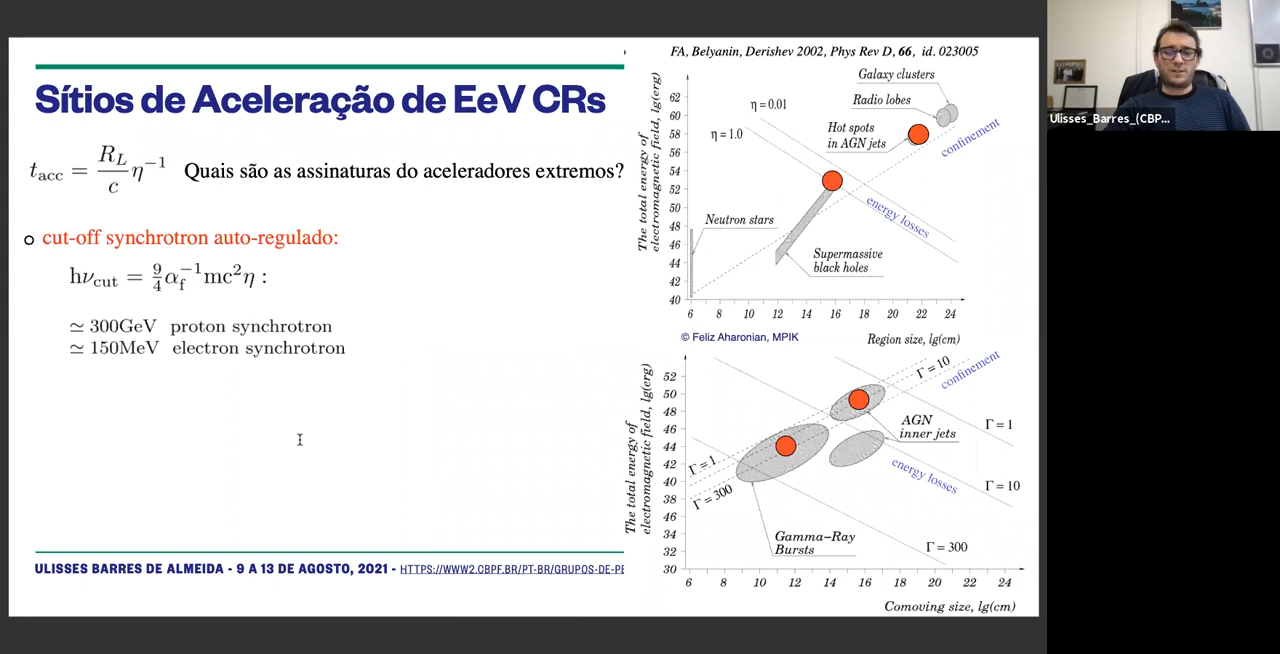 Sítios de Aceleração de EeV CRs
t_acc = R_L/c η⁻¹ Quais são as assinaturas do aceleradores extremos?
cut-off synchrotron auto-regulado:
hν_cut = 9/4 α_f⁻¹ mc² η :
≃ 300GeV proton synchrotron
≃ 150MeV electron synchrotron
ULISSES BARRES DE ALMEIDA - 9 A 13 DE AGOSTO, 2021 - HTTPS://WWW2.CBPF.BR/PT-BR/GRUPOS-DE-PE
FA, Belyanin, Derishev 2002, Phys Rev D, 66, id. 023005
The total energy of
electromagnetic field, lg(erg)
62
60
58
56
54
52
50
48
46
44
42
40
η = 0.01
η = 1.0
Galaxy clusters
Radio lobes
Hot spots
in AGN jets
confinement
energy losses
Neutron stars
Supermassive
black holes
6 8 10 12 14 16 18 20 22 24
© Feliz Aharonian, MPIK
Region size, lg(cm)
The total energy of
electromagnetic field, lg(erg)
52
50
48
46
44
42
40
38
46
34
32
30
Γ = 10
confinement
AGN
inner jets
Γ = 1
energy losses
Γ = 10
Γ = 1
Γ = 300
Gamma-Ray
Bursts
Γ = 300
6 8 10 12 14 16 18 20 22 24
Comoving size, lg(cm)
Ulisses_Barres_(CBP...